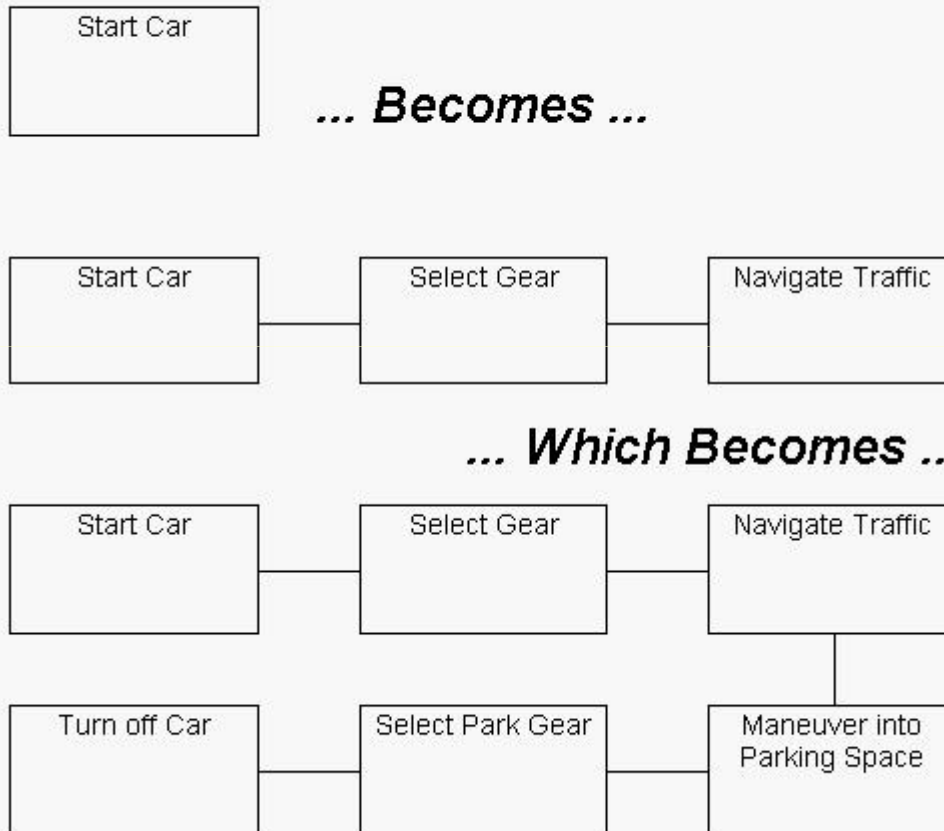 Start Car
... Becomes ...
Start Car
Select Gear
Navigate Traffic
... Which Becomes ..
Start Car
Select Gear
Navigate Traffic
Turn off Car
Select Park Gear
Maneuver into
Parking Space